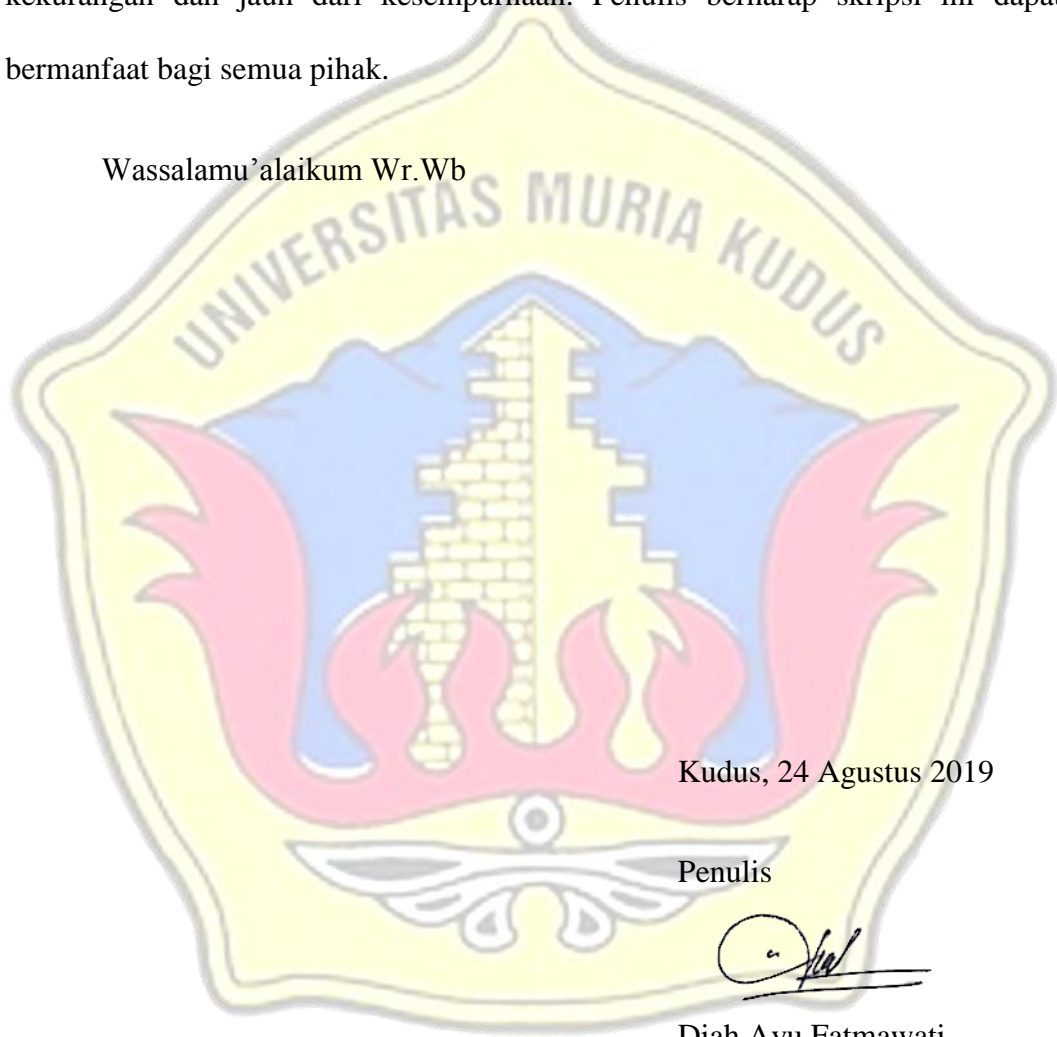 kekurangan dan jauh dari kesempurnaan. Penulis berharap skripsi ini dapat
bermanfaat bagi semua pihak.
Wassalamu’alaikum Wr.Wb
UNIVERSITAS MURIA KUDUS
Kudus, 24 Agustus 2019
Penulis
Diah Ayu Fatmawati